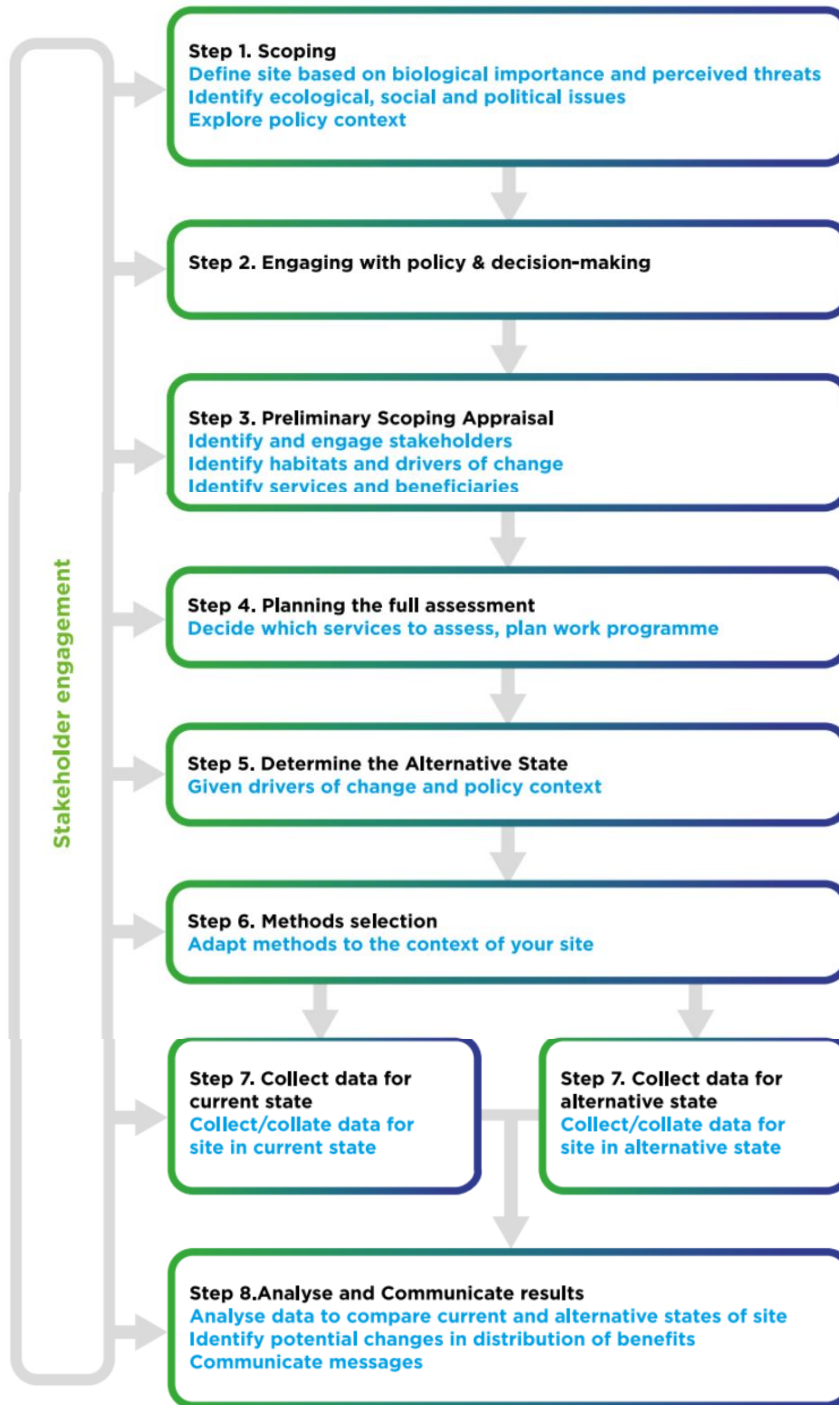 Stakeholder engagement
Step 1. Scoping
Define site based on biological importance and perceived threats
Identify ecological, social and political issues
Explore policy context
Step 2. Engaging with policy & decision-making
Step 3. Preliminary Scoping Appraisal
Identify and engage stakeholders
Identify habitats and drivers of change
Identify services and beneficiaries
Step 4. Planning the full assessment
Decide which services to assess, plan work programme
Step 5. Determine the Alternative State
Given drivers of change and policy context
Step 6. Methods selection
Adapt methods to the context of your site
Step 7. Collect data for
current state
Collect/collate data for
site in current state
Step 7. Collect data for
alternative state
Collect/collate data for
site in alternative state
Step 8.Analyse and Communicate results
Analyse data to compare current and alternative states of site
Identify potential changes in distribution of benefits
Communicate messages